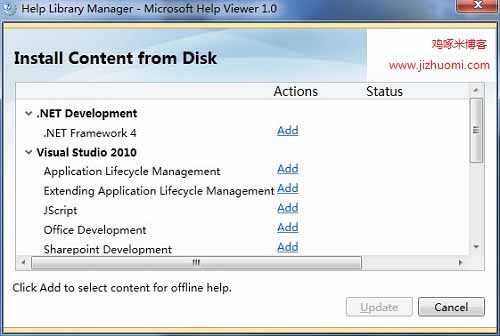 Help Library Manager - Microsoft Help Viewer 1.0
鸡啄米博客
www.jizhuomi.com
Install Content from Disk
Actions Status
.NET Development
.NET Framework 4 Add
Visual Studio 2010
Application Lifecycle Management Add
Extending Application Lifecycle Management Add
JScript Add
Office Development Add
Sharepoint Development Add
Click Add to select content for offline help.
Update Cancel